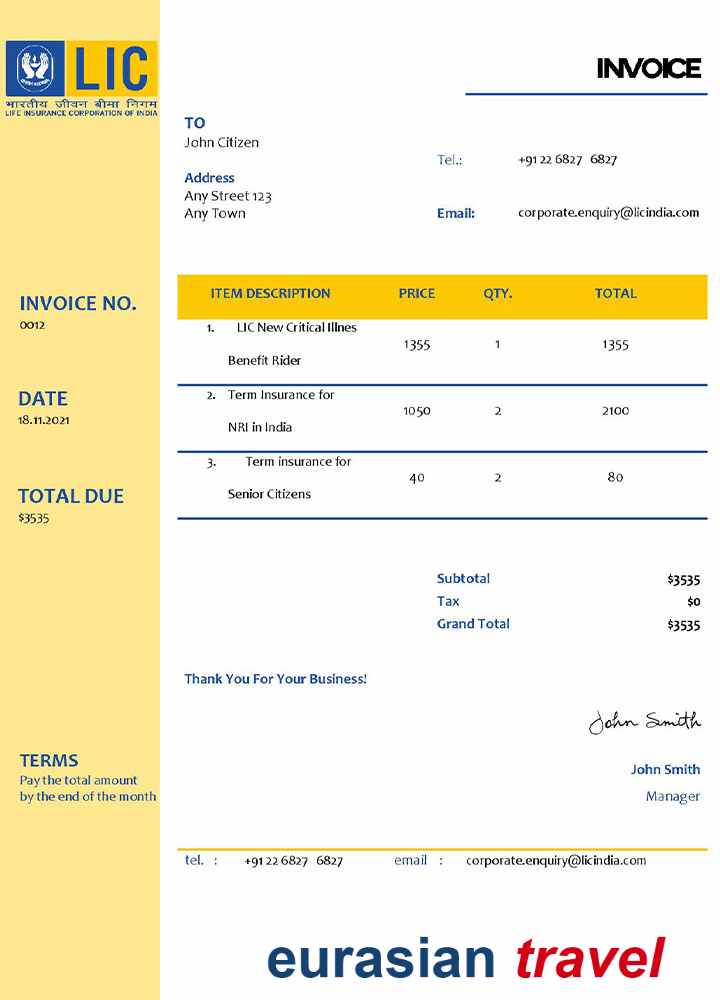 LIC
भारतीय जीवन बीमा निगम
LIFE INSURANCE CORPORATION OF INDIA
INVOICE
TO
John Citizen
Address
Any Street 123
Any Town
Tel.: +91 22 6827 6827
Email: corporate.enquiry@licindia.com
INVOICE NO.
0012
DATE
18.11.2021
TOTAL DUE
$3535
ITEM DESCRIPTION PRICE QTY. TOTAL
1. LIC New Critical Illnes
Benefit Rider 1355 1 1355
2. Term Insurance for
NRI in India 1050 2 2100
3. Term insurance for
Senior Citizens 40 2 80
Subtotal $3535
Tax $0
Grand Total $3535
Thank You For Your Business!
John Smith
John Smith
Manager
TERMS
Pay the total amount
by the end of the month
tel. : +91 22 6827 6827 email : corporate.enquiry@licindia.com
eurasian travel